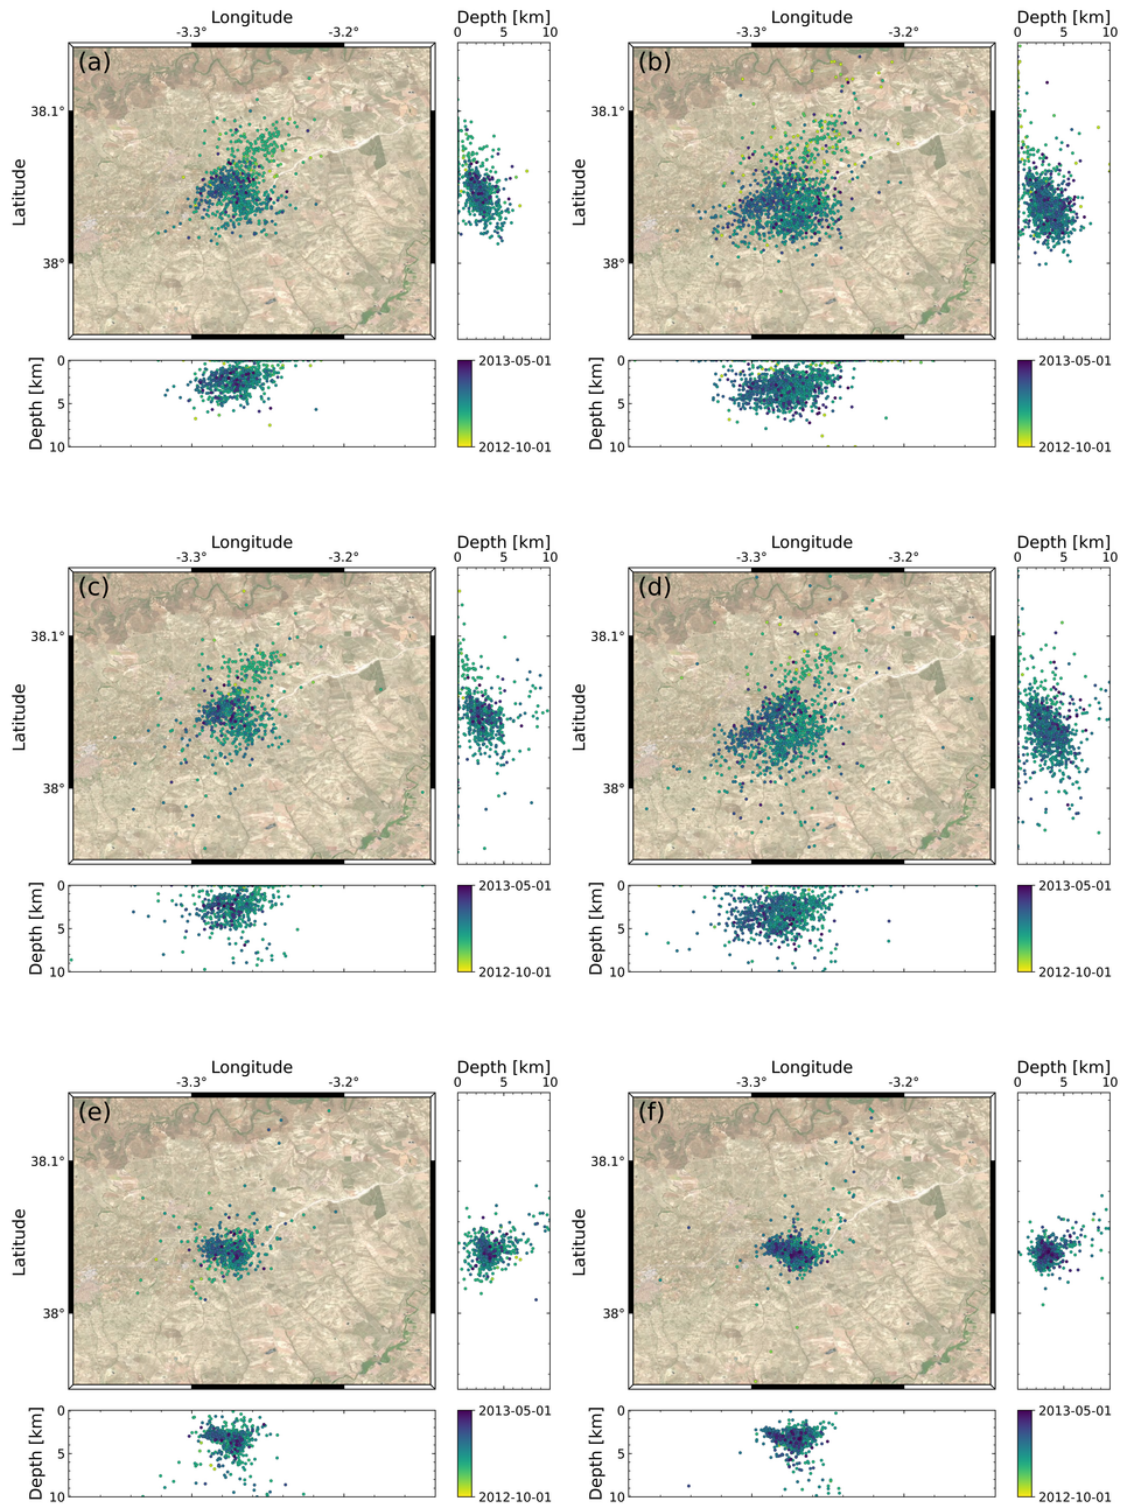 Longitude Depth [km] Longitude Depth [km]
-3.3° -3.2° 0 5 10 -3.3° -3.2° 0 5 10
(a) (b)
38.1° 38.1°
Latitude Latitude
38° 38°
0 2013-05-01 0 2013-05-01
Depth [km] 5 Depth [km] 5
10 2012-10-01 10 2012-10-01
Longitude Depth [km] Longitude Depth [km]
-3.3° -3.2° 0 5 10 -3.3° -3.2° 0 5 10
(c) (d)
38.1° 38.1°
Latitude Latitude
38° 38°
0 2013-05-01 0 2013-05-01
Depth [km] 5 Depth [km] 5
10 2012-10-01 10 2012-10-01
Longitude Depth [km] Longitude Depth [km]
-3.3° -3.2° 0 5 10 -3.3° -3.2° 0 5 10
(e) (f)
38.1° 38.1°
Latitude Latitude
38° 38°
0 2013-05-01 0 2013-05-01
Depth [km] 5 Depth [km] 5
10 2012-10-01 10 2012-10-01